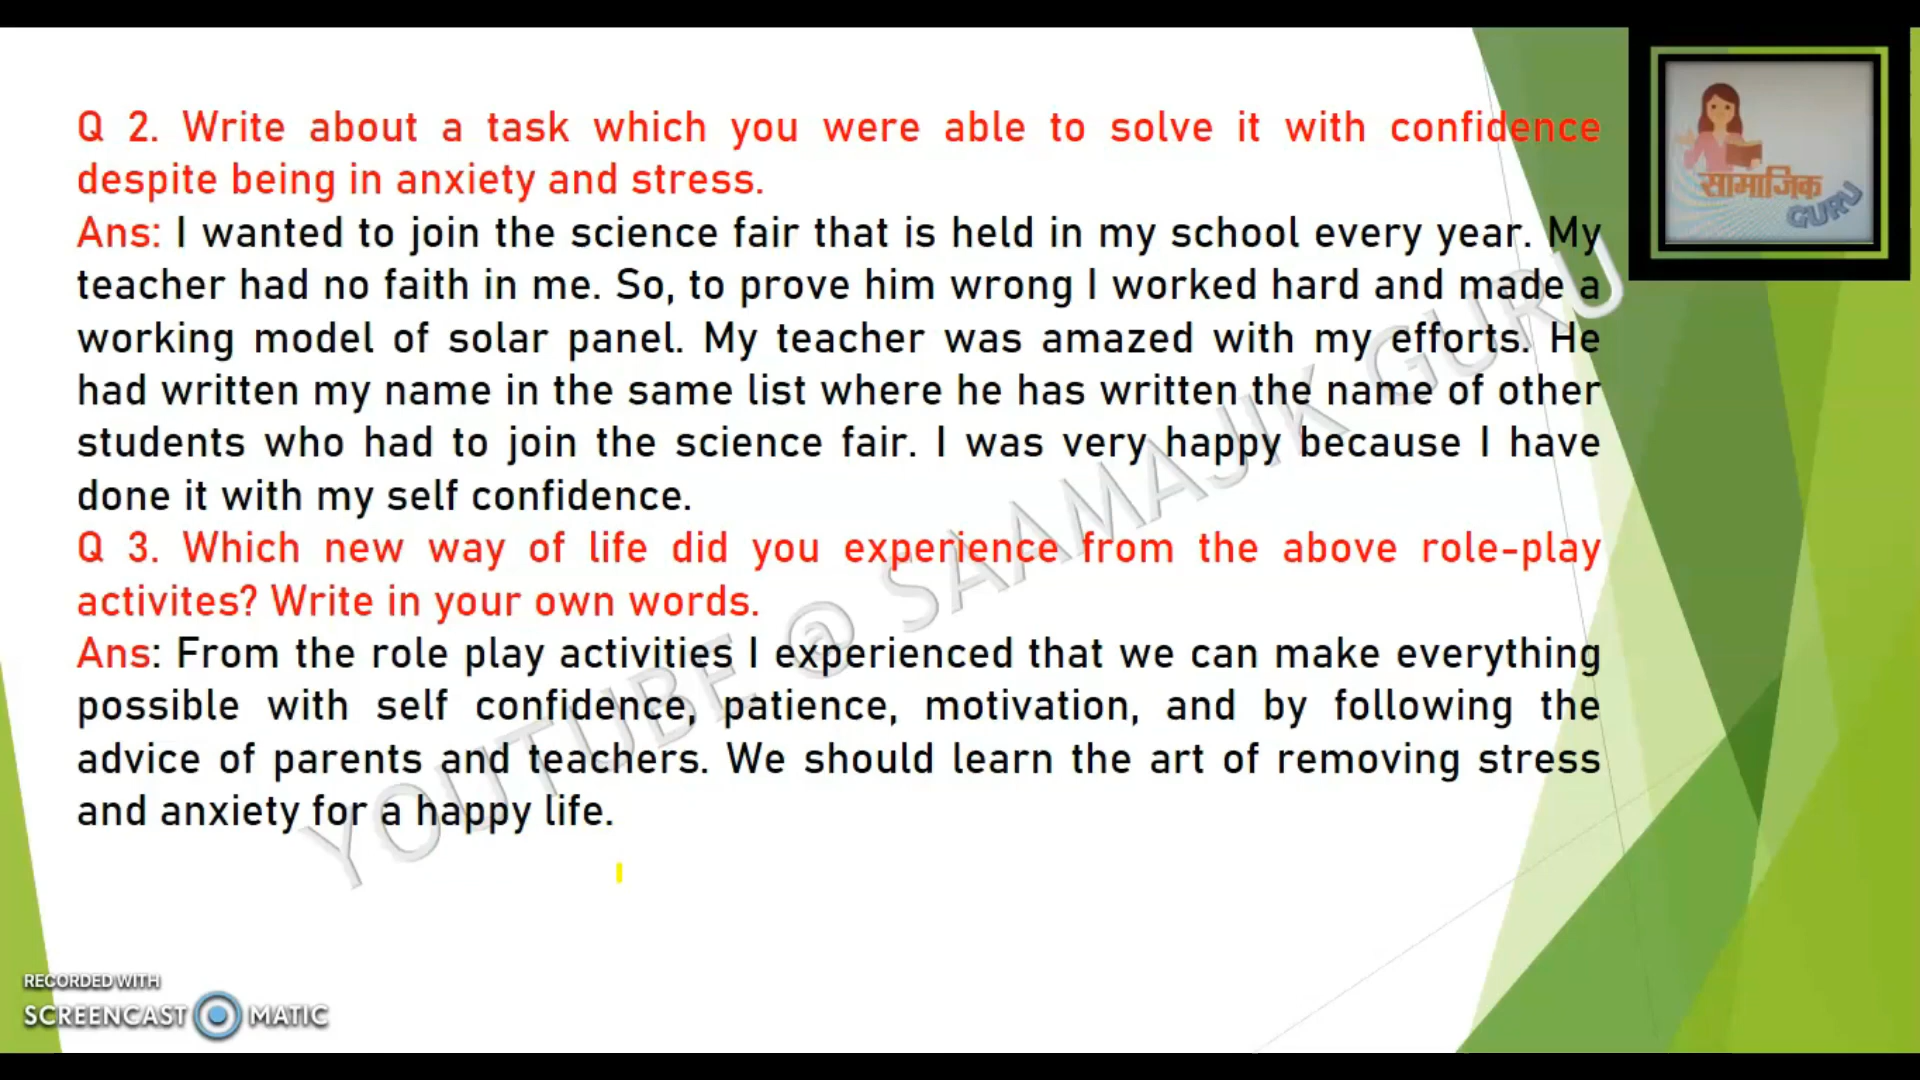 Q 2. Write about a task which you were able to solve it with confidence
despite being in anxiety and stress.
Ans: I wanted to join the science fair that is held in my school every year. My
teacher had no faith in me. So, to prove him wrong I worked hard and made a
working model of solar panel. My teacher was amazed with my efforts. He
had written my name in the same list where he has written the name of other
students who had to join the science fair. I was very happy because I have
done it with my self confidence.
Q 3. Which new way of life did you experience from the above role-play
activites? Write in your own words.
Ans: From the role play activities I experienced that we can make everything
possible with self confidence, patience, motivation, and by following the
advice of parents and teachers. We should learn the art of removing stress
and anxiety for a happy life.
YOUTUBE @ SAAMAJIK GURU
सामाजिक
GURU
RECORDED WITH
SCREENCAST MATIC